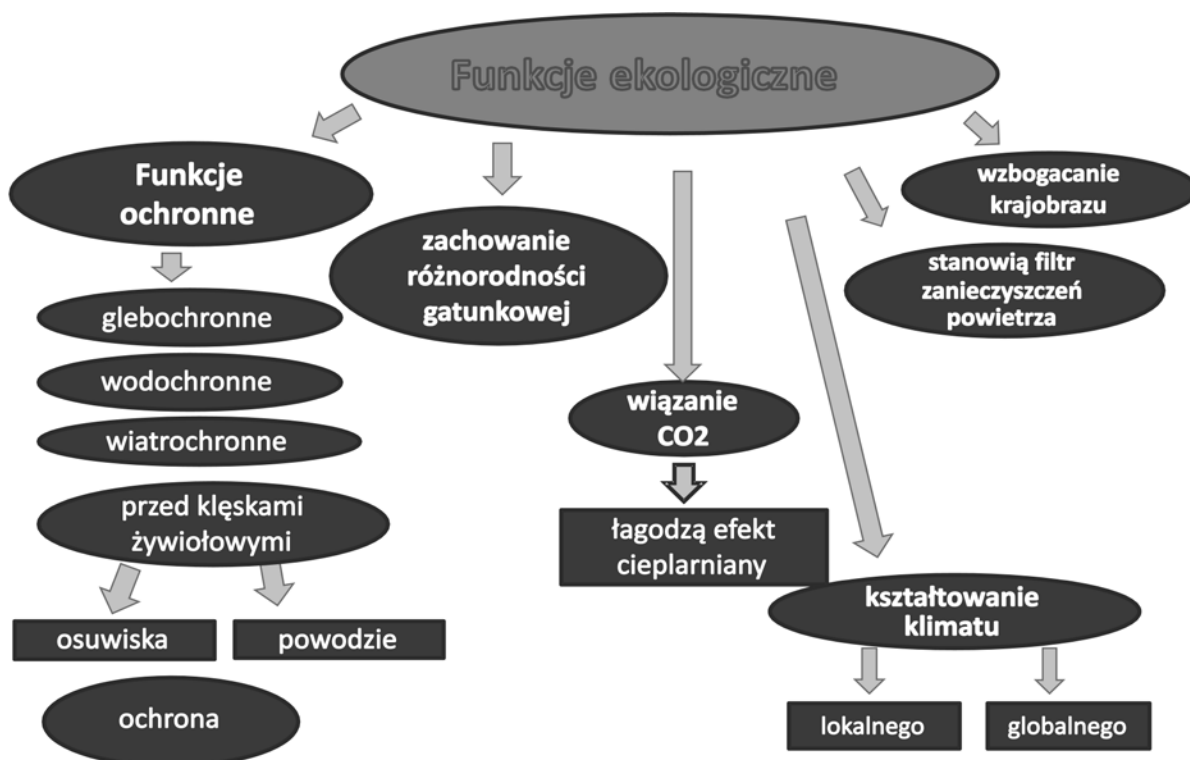 Funkcje ekologiczne
Funkcje
ochronne
glebochronne
wodochronne
wiatrochronne
przed klęskami
żywiołowymi
osuwiska
powodzie
ochrona
zachowanie
różnorodności
gatunkowej
wiązanie
CO2
łagodzą efekt
cieplarniany
kształtowanie
klimatu
lokalnego
globalnego
stanowią filtr
zanieczyszczeń
powietrza
wzbogacanie
krajobrazu